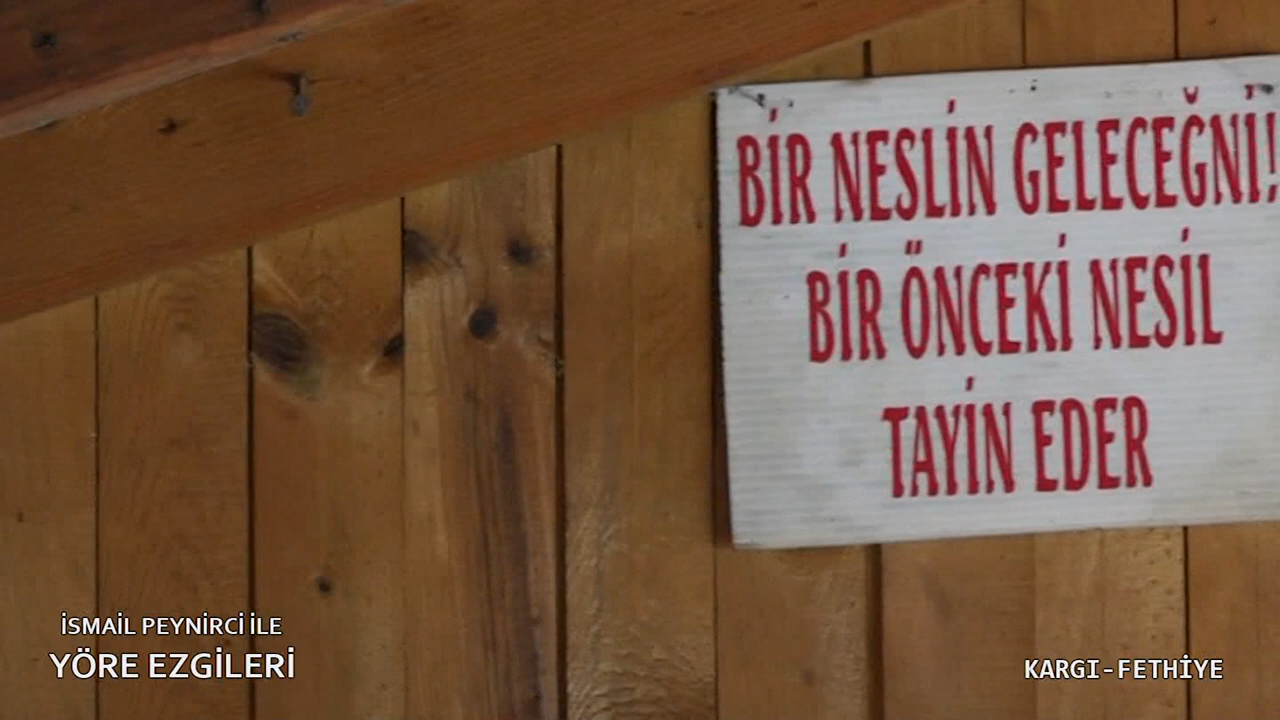 BİR NESLİN GELECEĞNİ!
BİR ÖNCEKİ NESİL
TAYİN EDER
İSMAİL PEYNİRCİ İLE
YÖRE EZGİLERİ
KARGI-FETHİYE